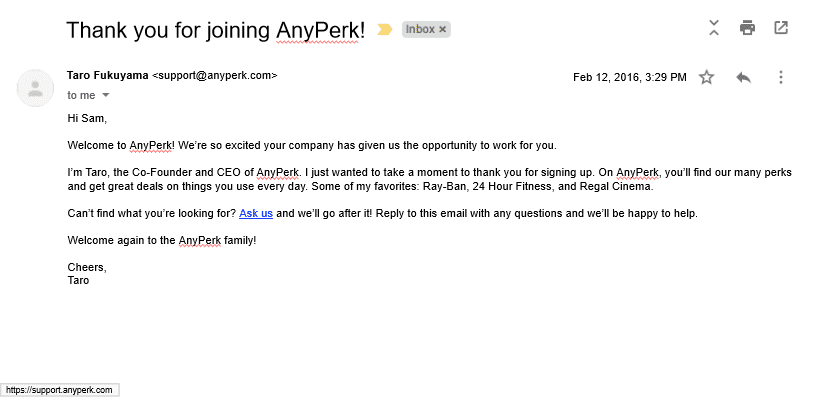 Thank you for joining AnyPerk!
Inbox x
Taro Fukuyama <support@anyperk.com>
Feb 12, 2016, 3:29 PM
to me
Hi Sam,
Welcome to AnyPerk! We’re so excited your company has given us the opportunity to work for you.
I’m Taro, the Co-Founder and CEO of AnyPerk. I just wanted to take a moment to thank you for signing up. On AnyPerk, you’ll find our many perks
and get great deals on things you use every day. Some of my favorites: Ray-Ban, 24 Hour Fitness, and Regal Cinema.
Can’t find what you’re looking for? Ask us and we’ll go after it! Reply to this email with any questions and we’ll be happy to help.
Welcome again to the AnyPerk family!
Cheers,
Taro
https://support.anyperk.com